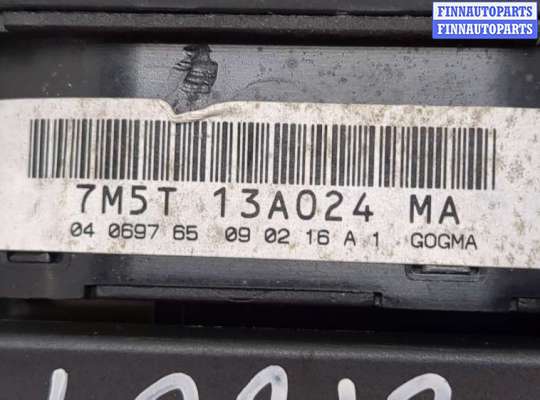 FINNAUTOPARTS
FINNAUTOPARTS
7M5T 13A024 MA
04 0697 65 09 02 16 A 1 GOGMA